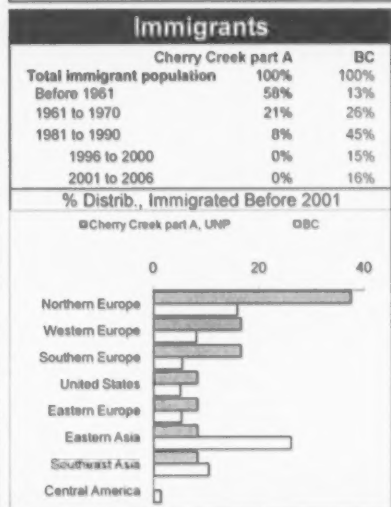 Immigrants
Cherry Creek part A BC
Total immigrant population 100% 100%
Before 1961 58% 13%
1961 to 1970 21% 26%
1981 to 1990 8% 45%
1996 to 2000 0% 15%
2001 to 2006 0% 16%
% Distrib., Immigrated Before 2001
Cherry Creek part A, UNP BC
0 20 40
Northern Europe
Western Europe
Southern Europe
United States
Eastern Europe
Eastern Asia
Southeast Asia
Central America